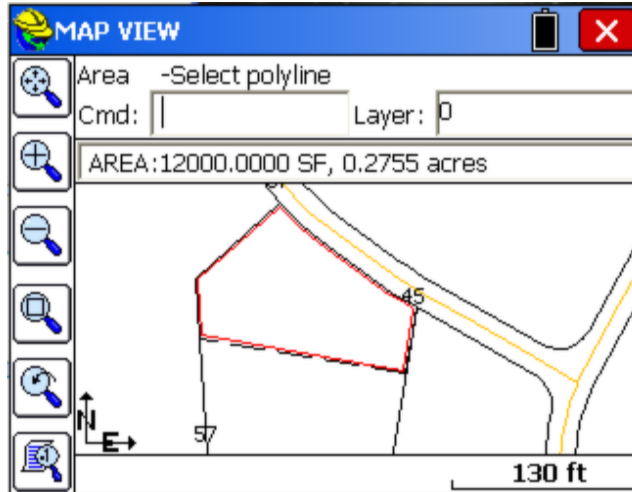 MAP VIEW
Area -Select polyline
Cmd: Layer: 0
AREA:12000.0000 SF, 0.2755 acres
45
57
N
E
130 ft